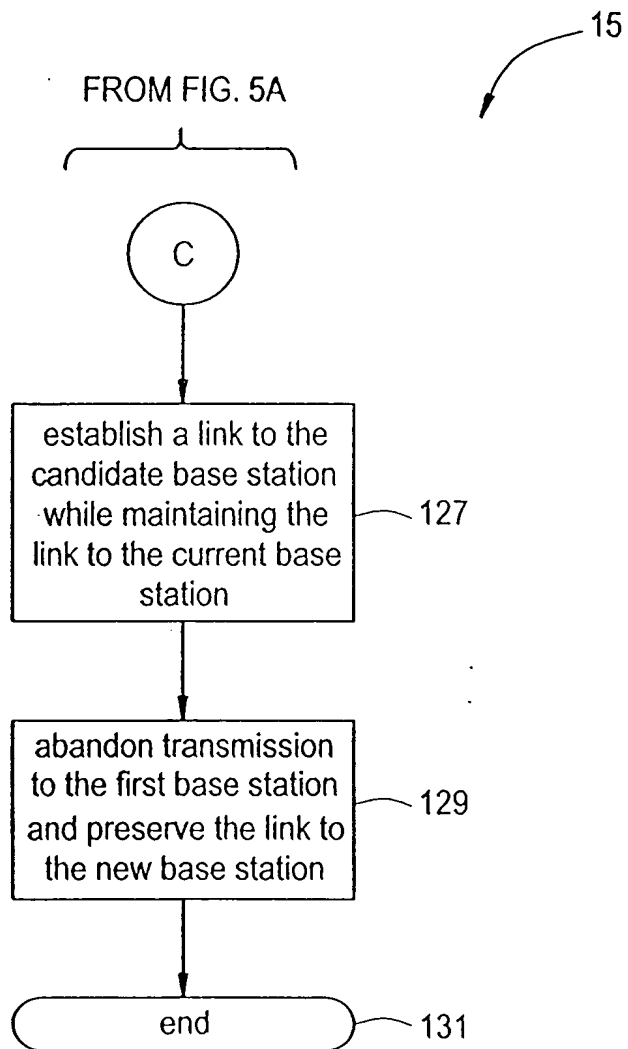 15
FROM FIG. 5A
C
establish a link to the
candidate base station
while maintaining the
link to the current base
station
127
abandon transmission
to the first base station
and preserve the link to
the new base station
129
end
131